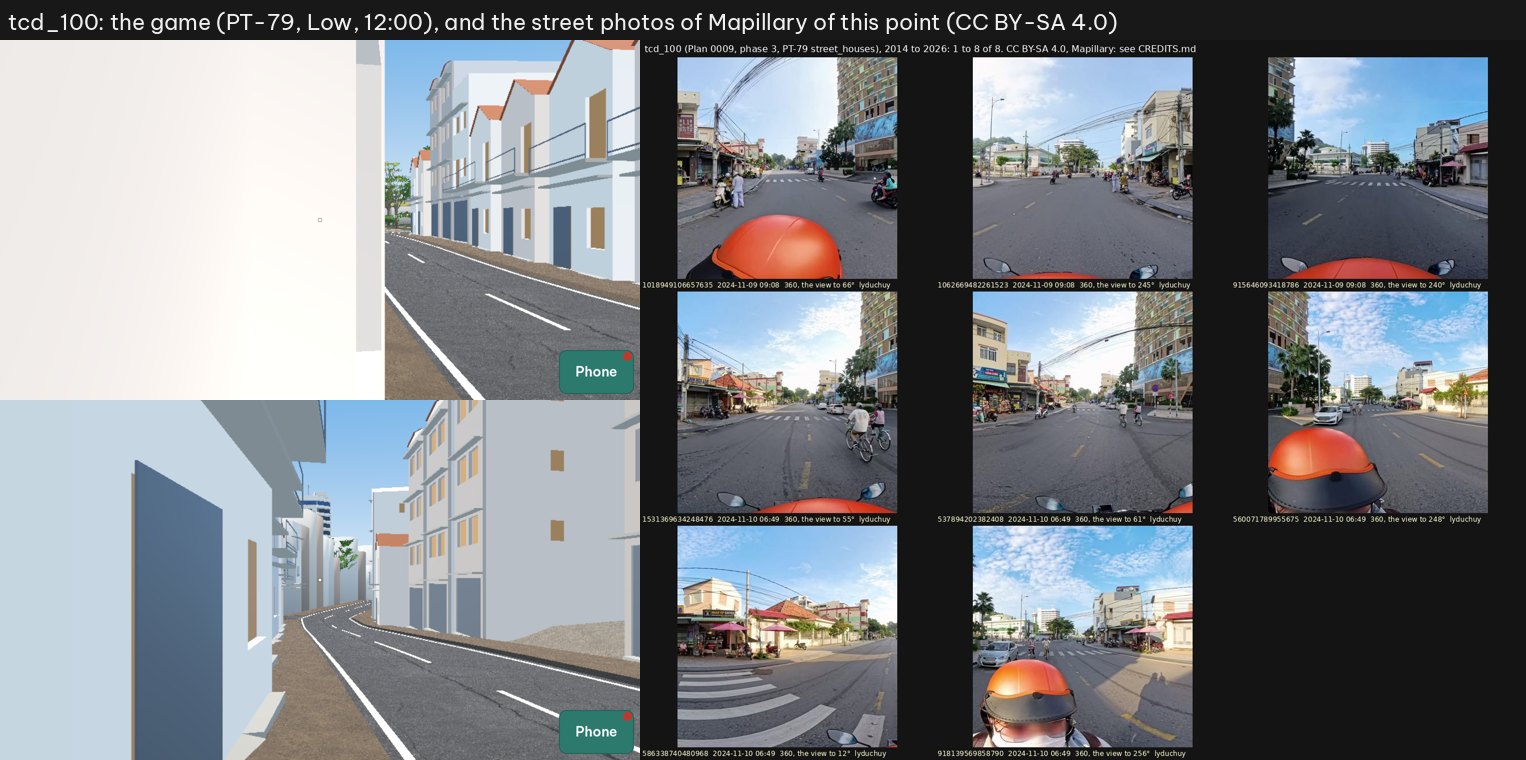 tcd_100: the game (PT-79, Low, 12:00), and the street photos of Mapillary of this point (CC BY-SA 4.0)
tcd_100 (Plan 0009, phase 3, PT-79 street_houses), 2014 to 2026: 1 to 8 of 8. CC BY-SA 4.0, Mapillary: see CREDITS.md
1018949106657635 2024-11-09 09:08 360, the view to 66° lyduchuy
1062669482261523 2024-11-09 09:08 360, the view to 245° lyduchuy
915646093418786 2024-11-09 09:08 360, the view to 240° lyduchuy
Phone
1531369634248476 2024-11-10 06:49 360, the view to 55° lyduchuy
537894202382408 2024-11-10 06:49 360, the view to 61° lyduchuy
560071789955675 2024-11-10 06:49 360, the view to 248° lyduchuy
Phone
586338740480968 2024-11-10 06:49 360, the view to 12° lyduchuy
918139569858790 2024-11-10 06:49 360, the view to 256° lyduchuy